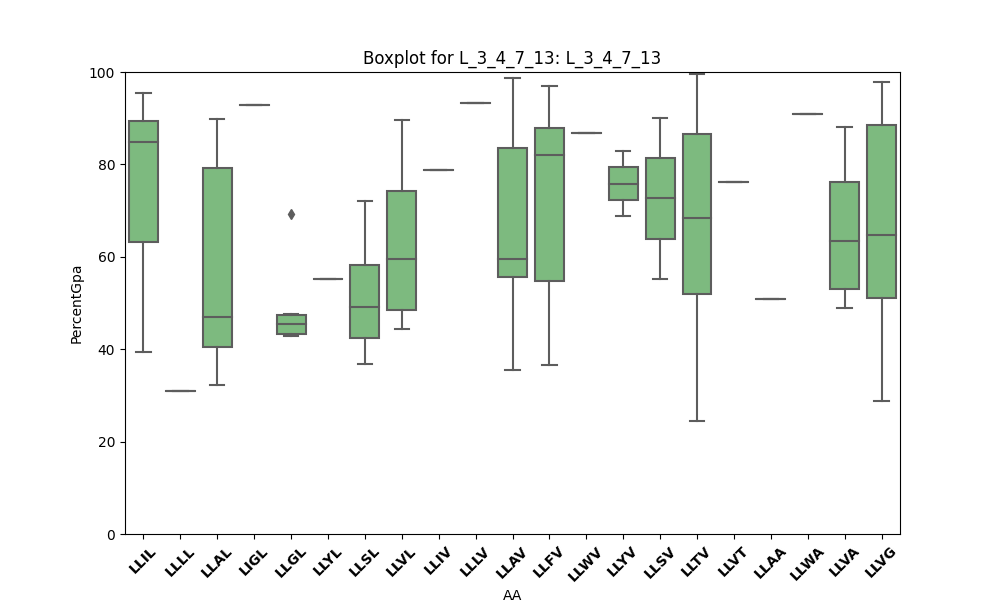 Boxplot for L_3_4_7_13: L_3_4_7_13
PercentGpa
100
80
60
40
20
0
LLIL LLLL LLAL LIGL LLGL LLYL LLSL LLVL LLIV LLLV LLAV LLFV LLWV LLYV LLSV LLTV LLVT LLAA LLWA LLVA LLVG
AA